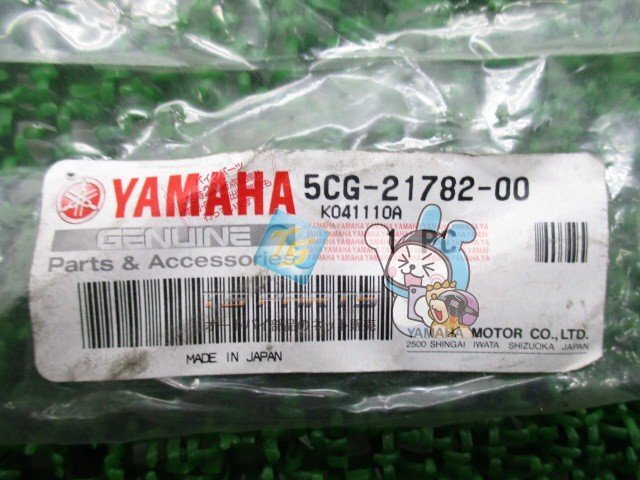 YAMAHA
5CG-21782-00
K041110A
GENUINE
Parts & Accessories
MADE IN JAPAN
YAMAHA MOTOR CO., LTD.
2500 SHINGAI IWATA SHIZUOKA JAPAN